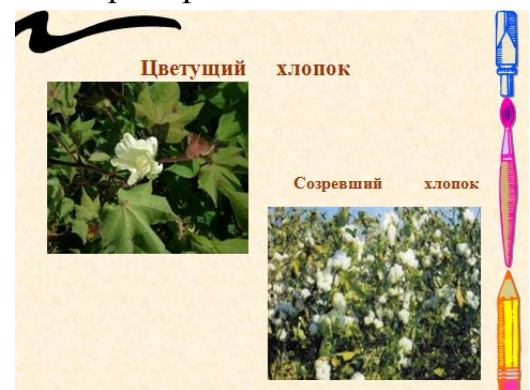 Цветущий хлопок
Созревший хлопок